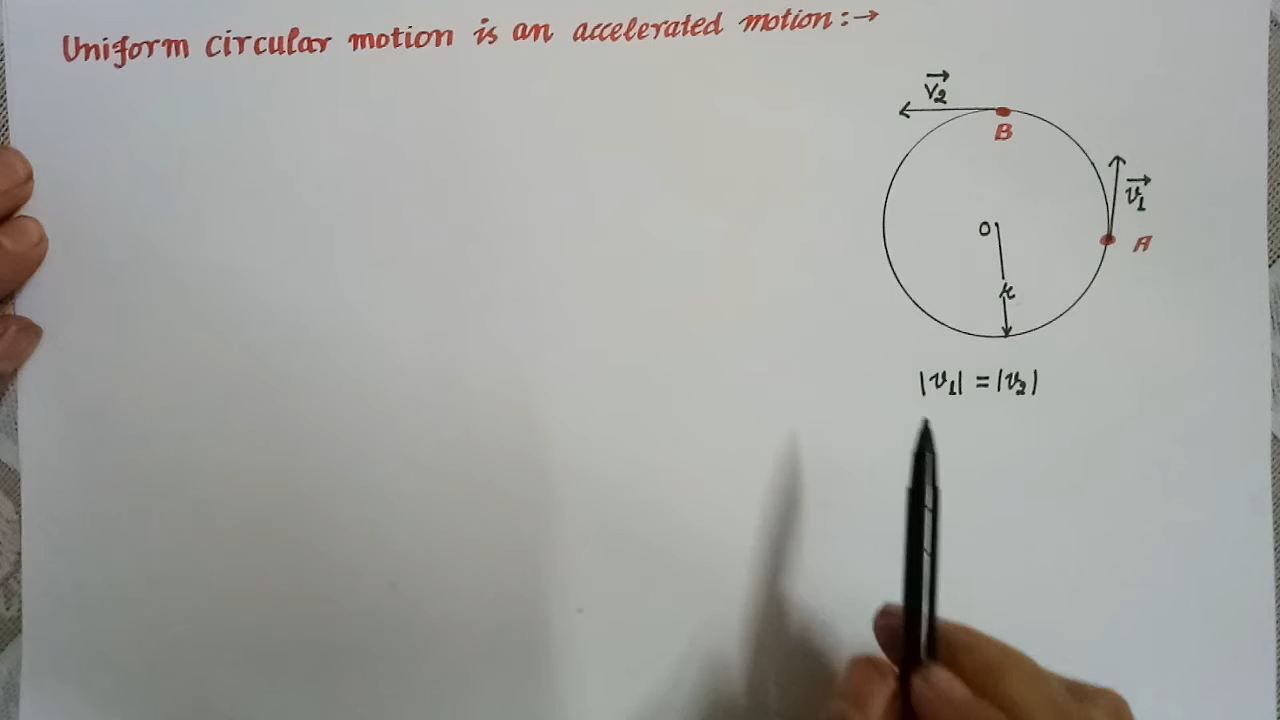 Uniform circular motion is an accelerated motion :→
V₂
B
v₁
O
A
r
|v₁| = |v₂|